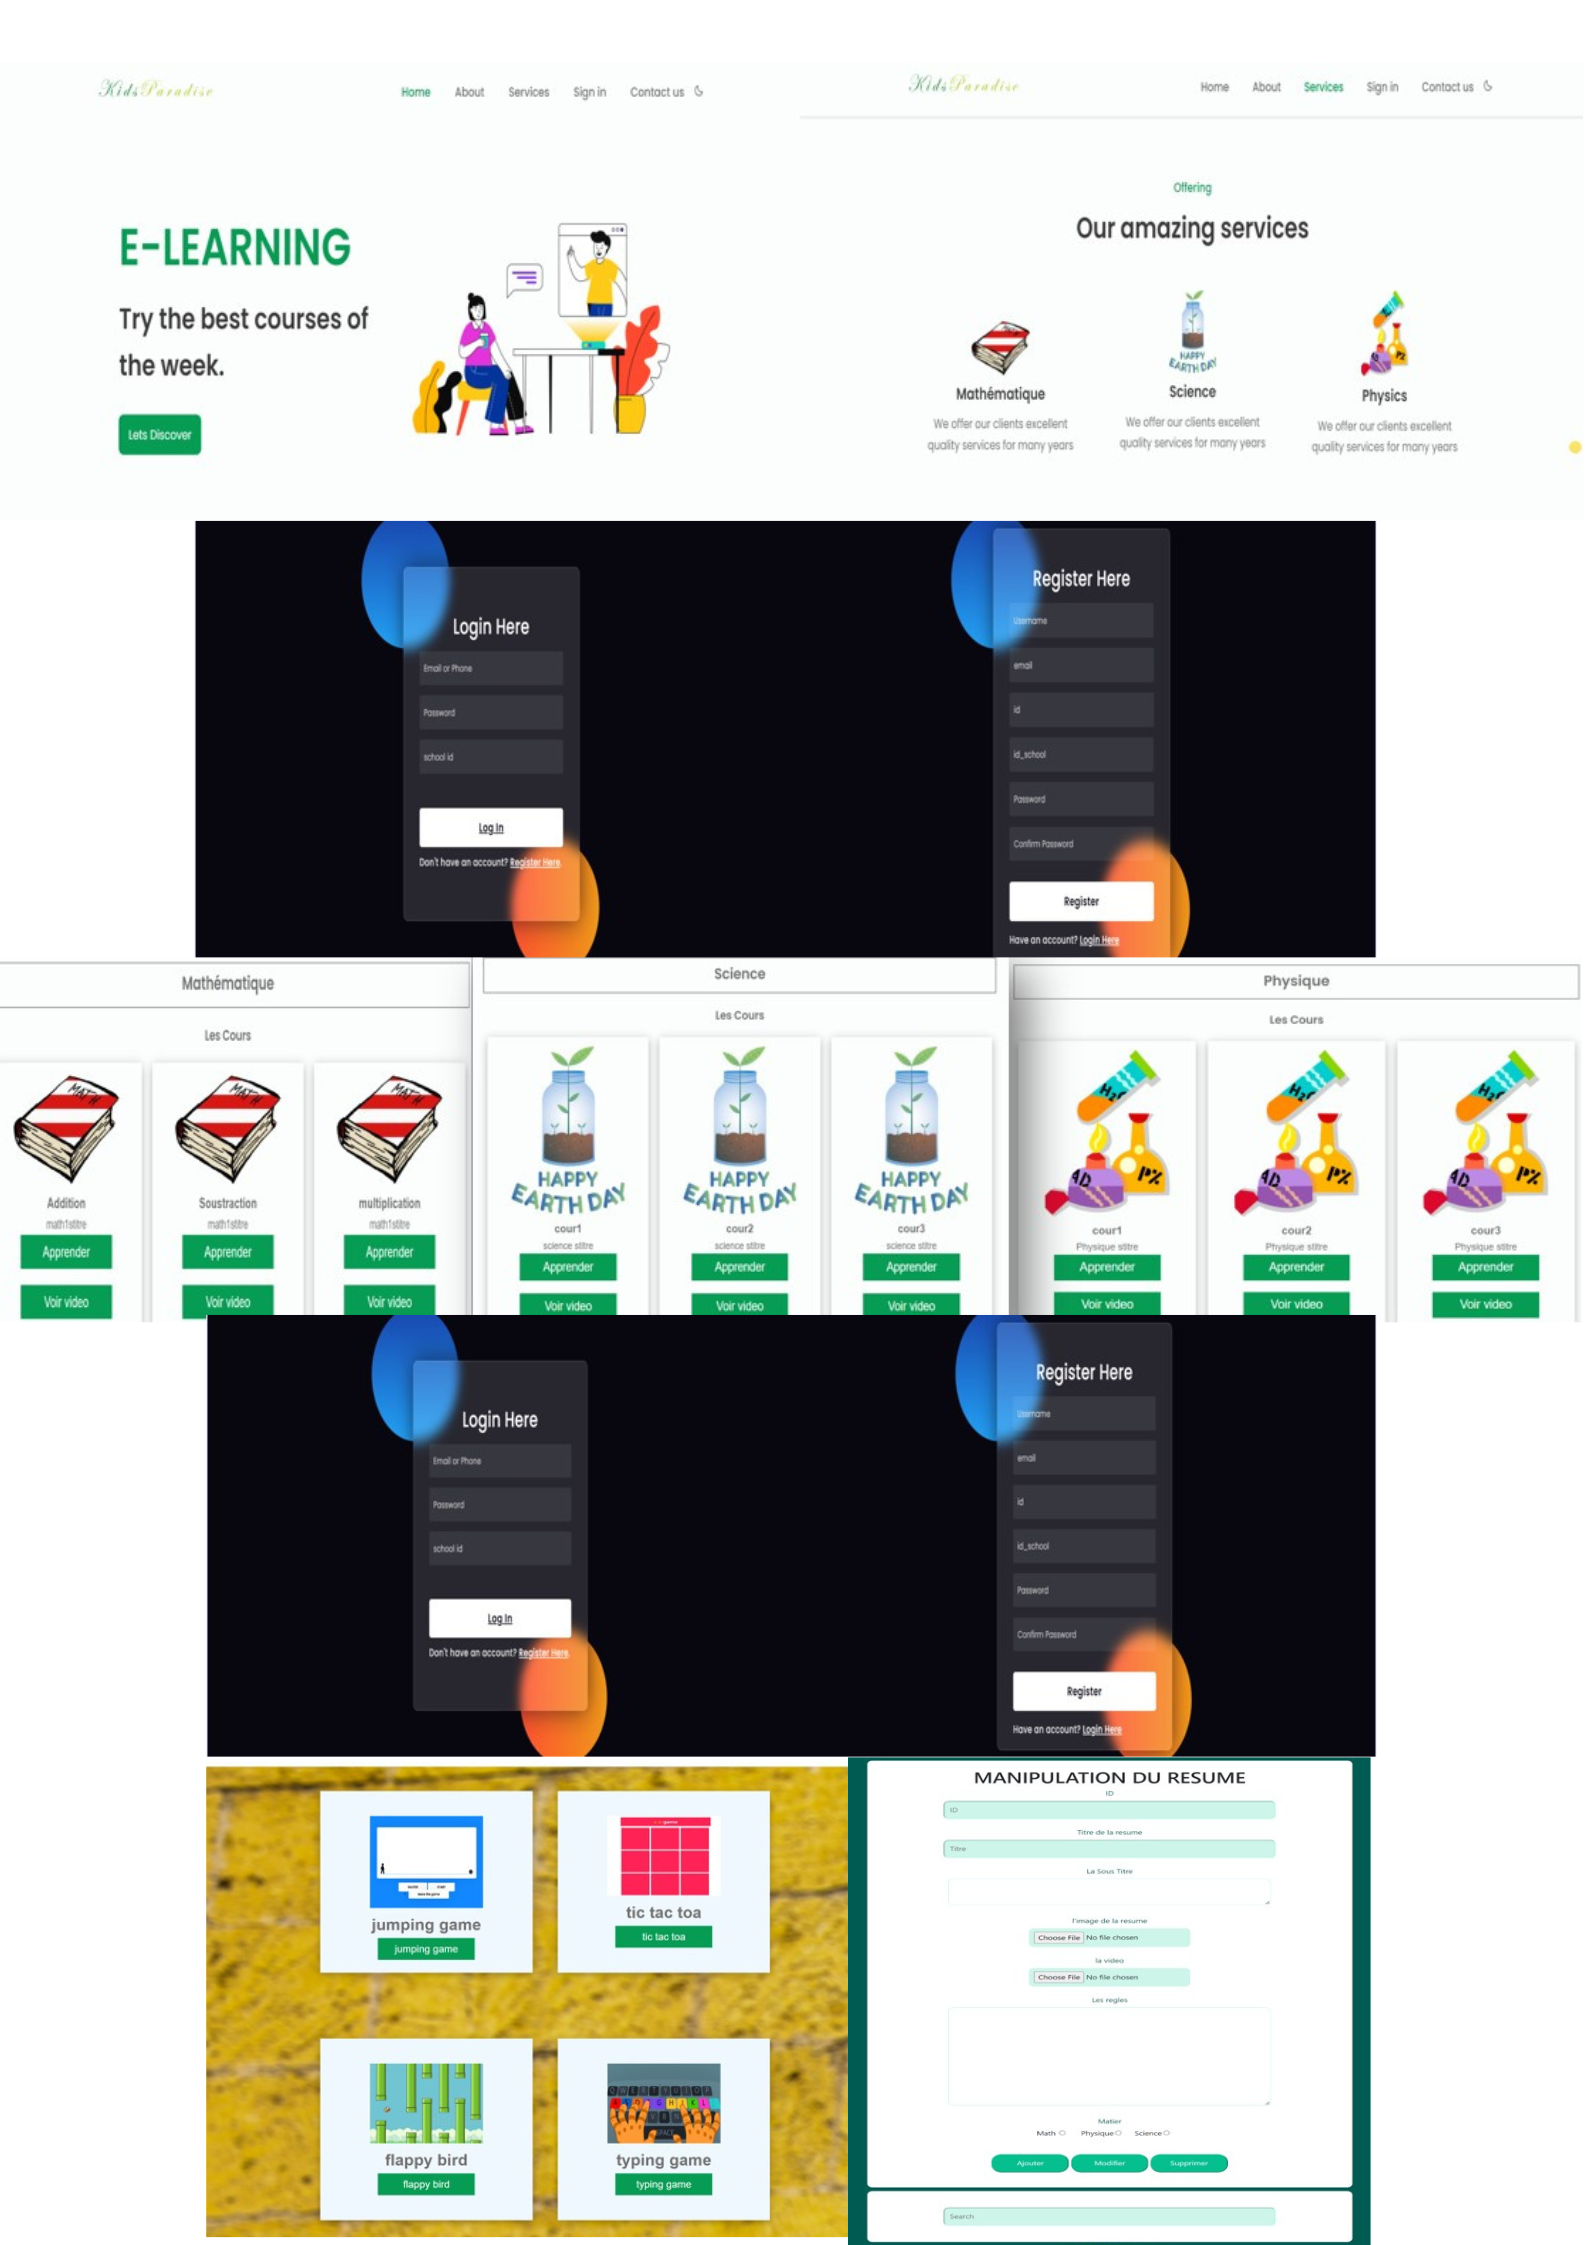 KidsParadise
Home About Services Sign in Contact us
E-LEARNING
Try the best courses of
the week.
Lets Discover
KidsParadise
Home About Services Sign in Contact us
Offering
Our amazing services
HAPPY
EARTH DAY
Mathématique
We offer our clients excellent
quality services for many years
Science
We offer our clients excellent
quality services for many years
Physics
We offer our clients excellent
quality services for many years
Login Here
Email or Phone
Password
school id
Log In
Don't have an account? Register Here.
Register Here
Username
email
id
id_school
Password
Confirm Password
Register
Have an account? Login Here
Mathématique
Les Cours
MATH
Addition
math1stitre
Apprender
Voir video
MATH
Soustraction
math1stitre
Apprender
Voir video
MATH
multiplication
math1stitre
Apprender
Voir video
Science
Les Cours
HAPPY
EARTH DAY
cour1
science stitre
Apprender
Voir video
HAPPY
EARTH DAY
cour2
science stitre
Apprender
Voir video
HAPPY
EARTH DAY
cour3
science stitre
Apprender
Voir video
Physique
Les Cours
AD
P%
cour1
Physique stitre
Apprender
Voir video
AD
P%
cour2
Physique stitre
Apprender
Voir video
AD
P%
cour3
Physique stitre
Apprender
Voir video
Login Here
Email or Phone
Password
school id
Log In
Don't have an account? Register Here.
Register Here
Username
email
id
id_school
Password
Confirm Password
Register
Have an account? Login Here
jumping game
jumping game
game
tic tac toa
tic tac toa
flappy bird
flappy bird
SPACE
typing game
typing game
MANIPULATION DU RESUME
ID
ID
Titre de la resume
Titre
La Sous Titre
l'image de la resume
Choose File No file chosen
la video
Choose File No file chosen
Les regles
Matier
Math Physique Science
Ajouter Modifier Supprimer
Search